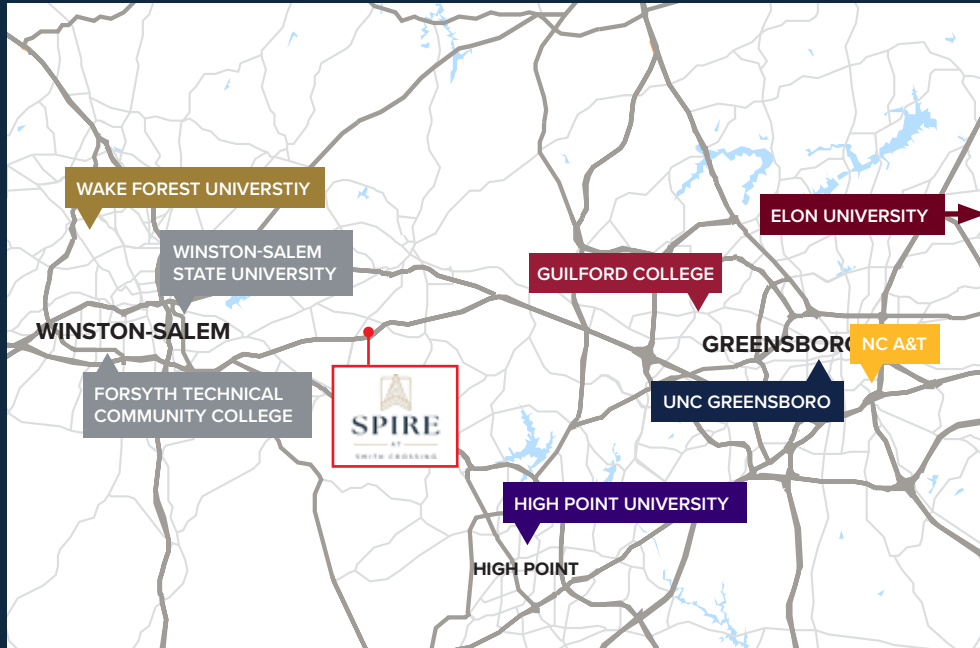 WAKE FOREST UNIVERSTIY
ELON UNIVERSITY
WINSTON-SALEM
STATE UNIVERSITY
GUILFORD COLLEGE
WINSTON-SALEM
GREENSBORO
NC A&T
FORSYTH TECHNICAL
COMMUNITY COLLEGE
UNC GREENSBORO
SPIRE
AT
SMITH CROSSING
HIGH POINT UNIVERSITY
HIGH POINT